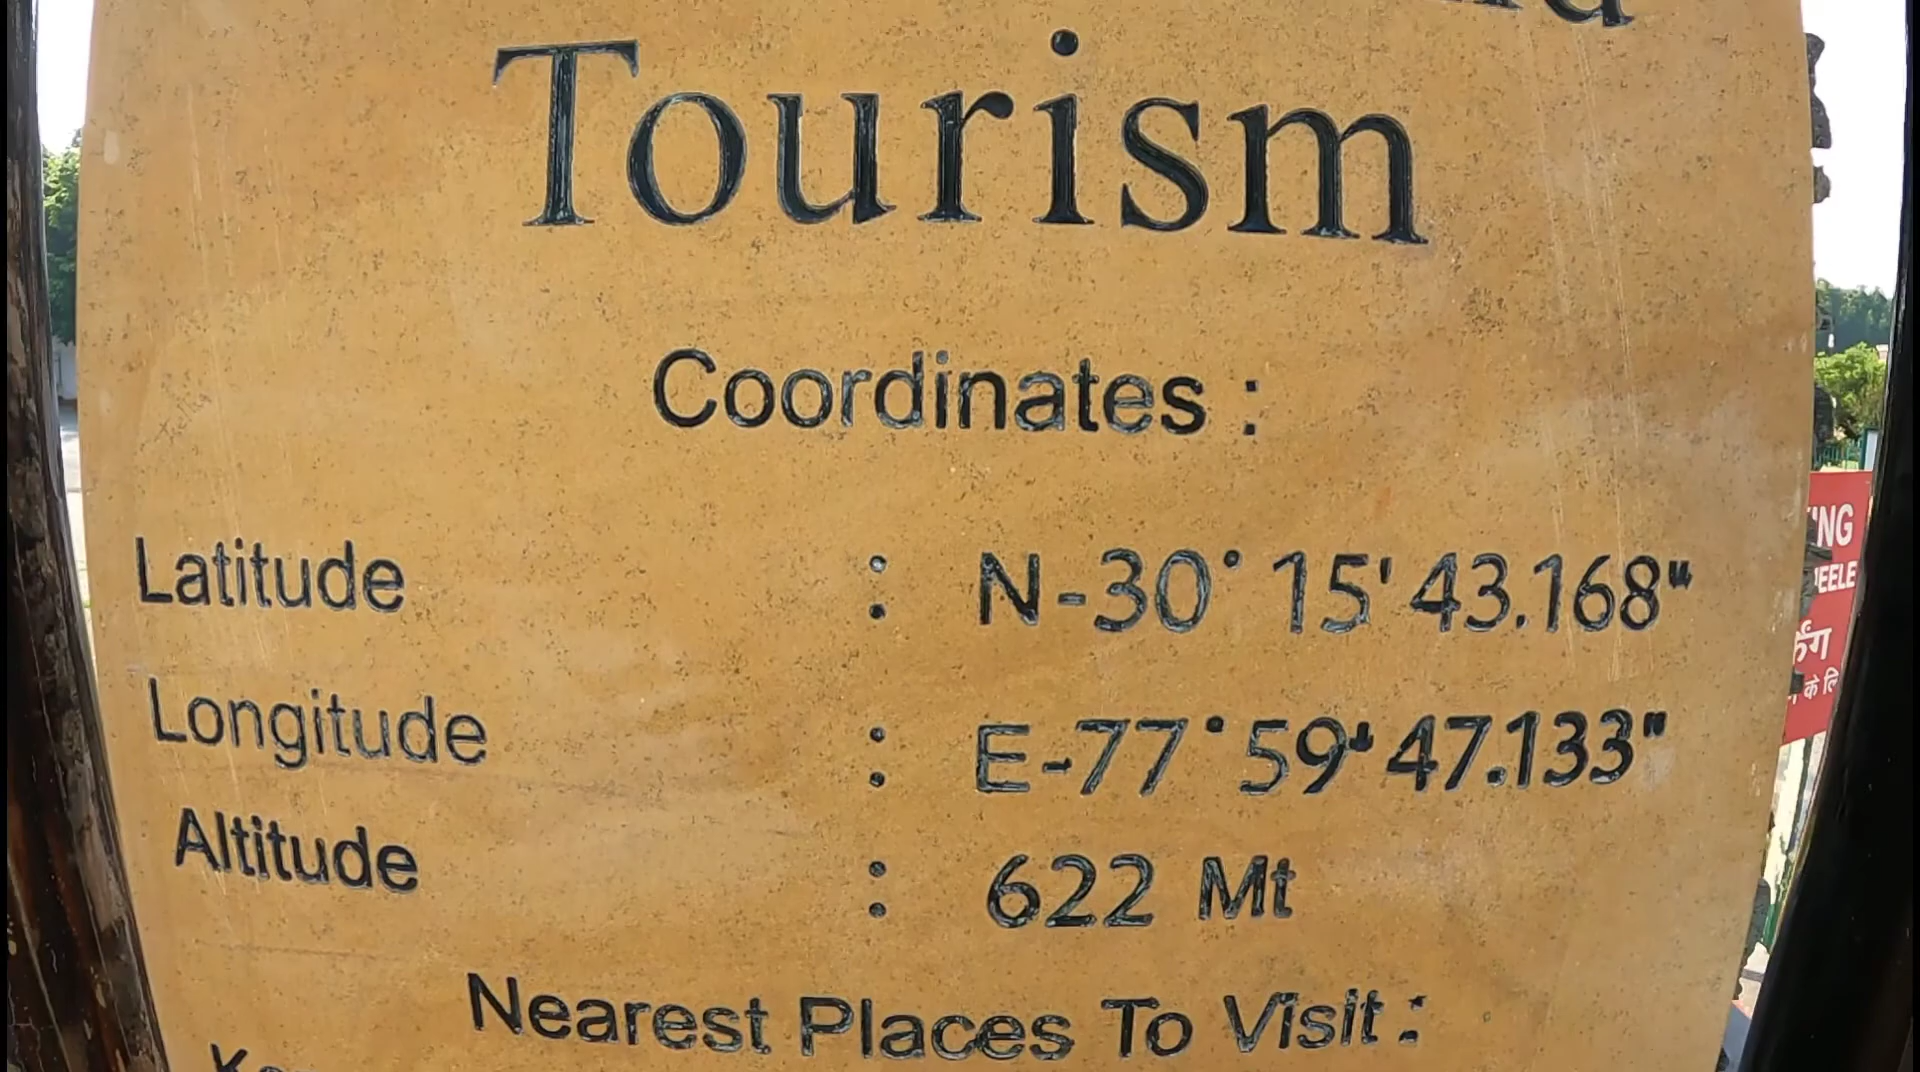 Tourism
Coordinates :
Latitude : N-30° 15' 43.168"
Longitude : E-77° 59' 47.133"
Altitude : 622 Mt
Nearest Places To Visit :